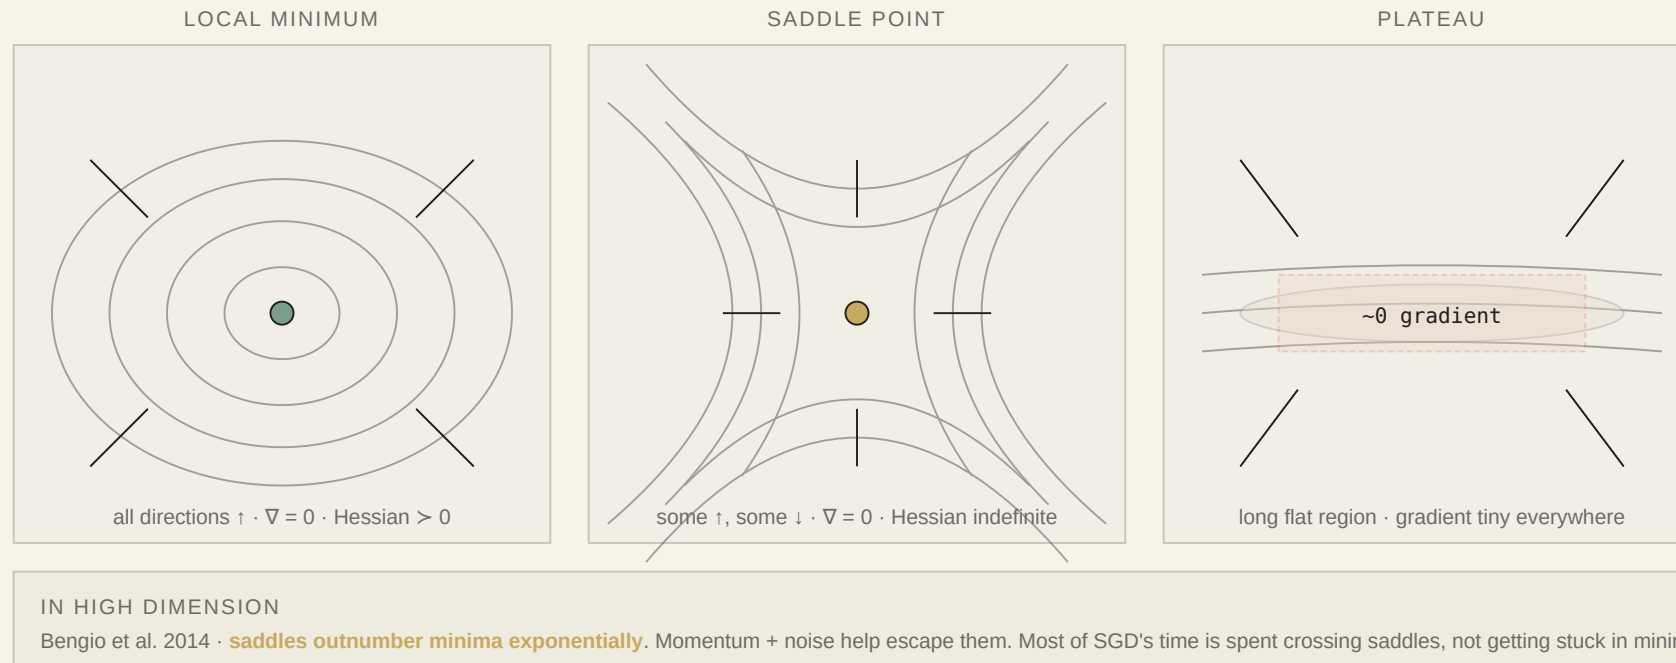 LOCAL MINIMUM
SADDLE POINT
PLATEAU
~0 gradient
all directions ↑ · ∇ = 0 · Hessian ≻ 0
some ↑, some ↓ · ∇ = 0 · Hessian indefinite
long flat region · gradient tiny everywhere
IN HIGH DIMENSION
Bengio et al. 2014 · saddles outnumber minima exponentially. Momentum + noise help escape them. Most of SGD's time is spent crossing saddles, not getting stuck in